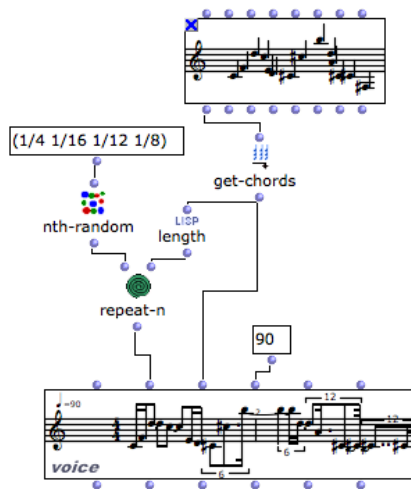 (1/4 1/16 1/12 1/8)
get-chords
nth-random
LISP
length
repeat-n
90
=90
2
12
12
6
6
voice